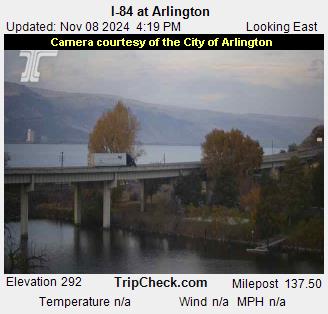 I-84 at Arlington
Updated: Nov 08 2024 4:19 PM Looking East
Camera courtesy of the City of Arlington
Elevation 292 TripCheck.com Milepost 137.50
Temperature n/a Wind n/a MPH n/a